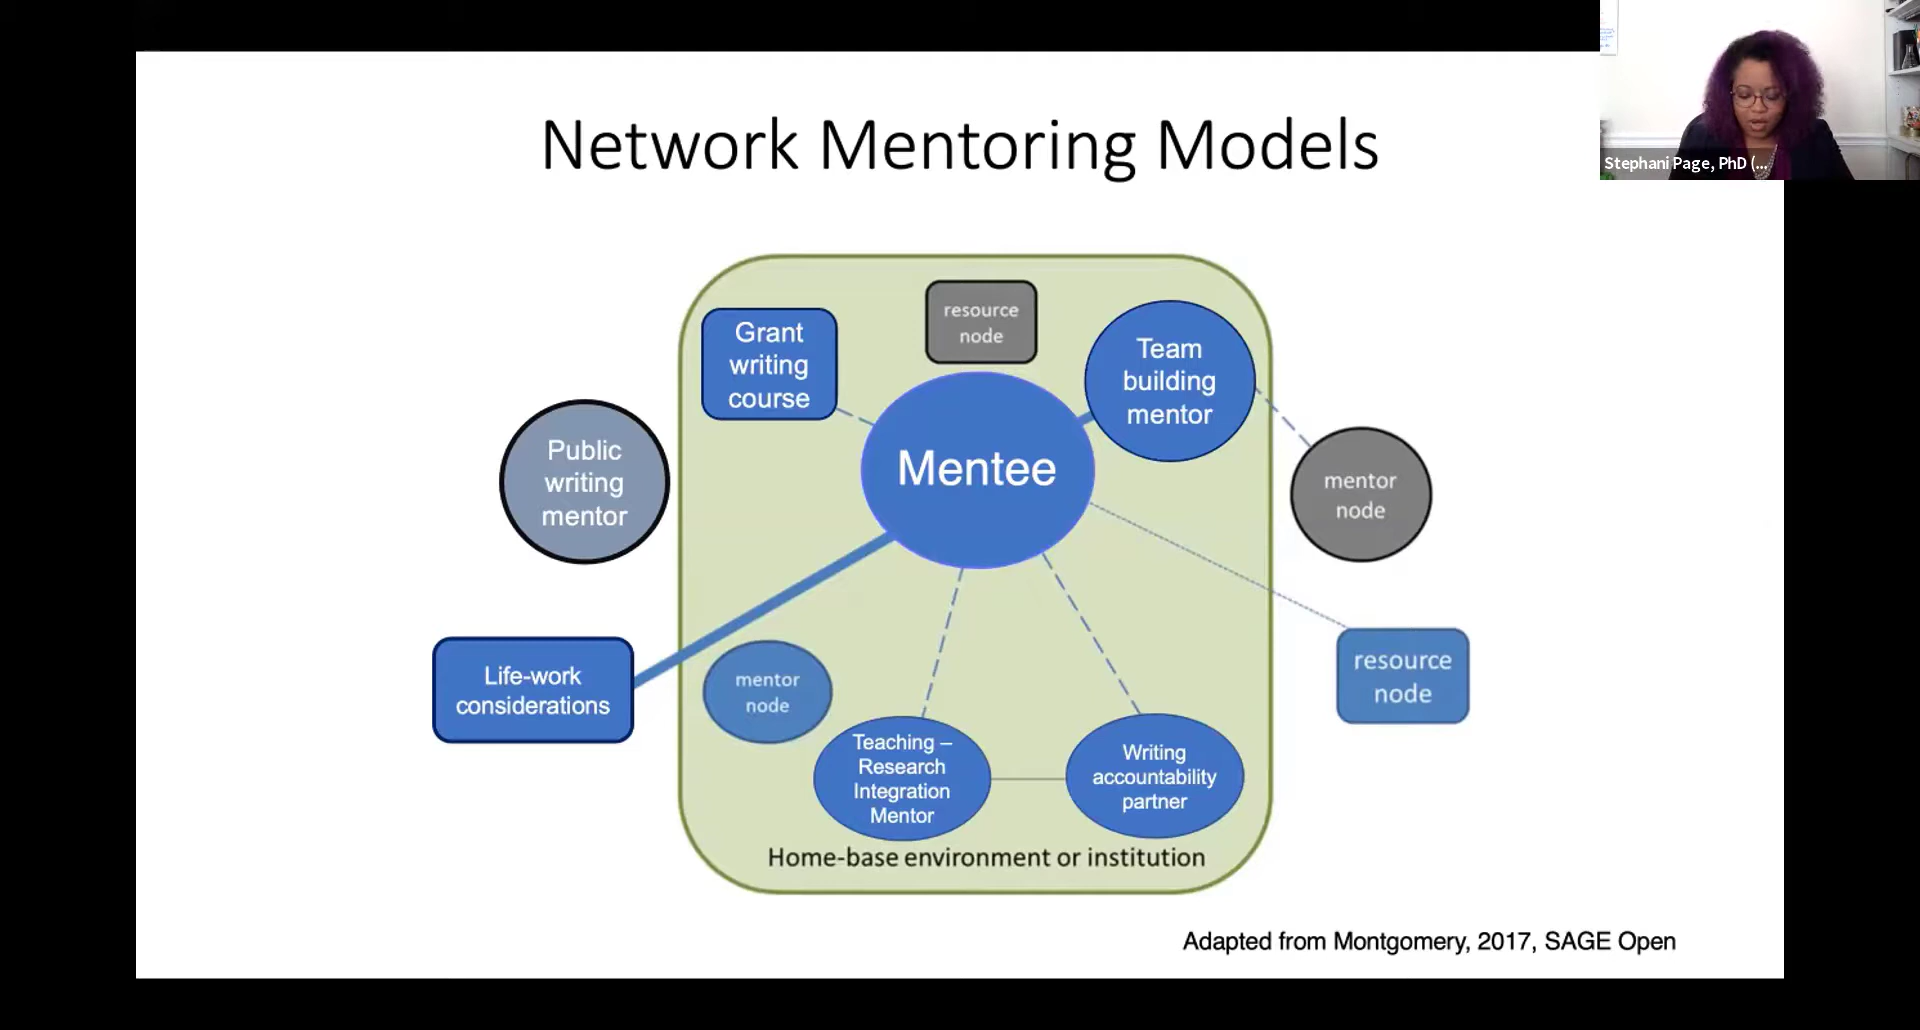 Network Mentoring Models
Stephani Page, PhD (...
resource
node
Grant
writing
course
Team
building
mentor
Public
writing
mentor
Mentee
mentor
node
Life-work
considerations
mentor
node
resource
node
Teaching –
Research
Integration
Mentor
Writing
accountability
partner
Home-base environment or institution
Adapted from Montgomery, 2017, SAGE Open